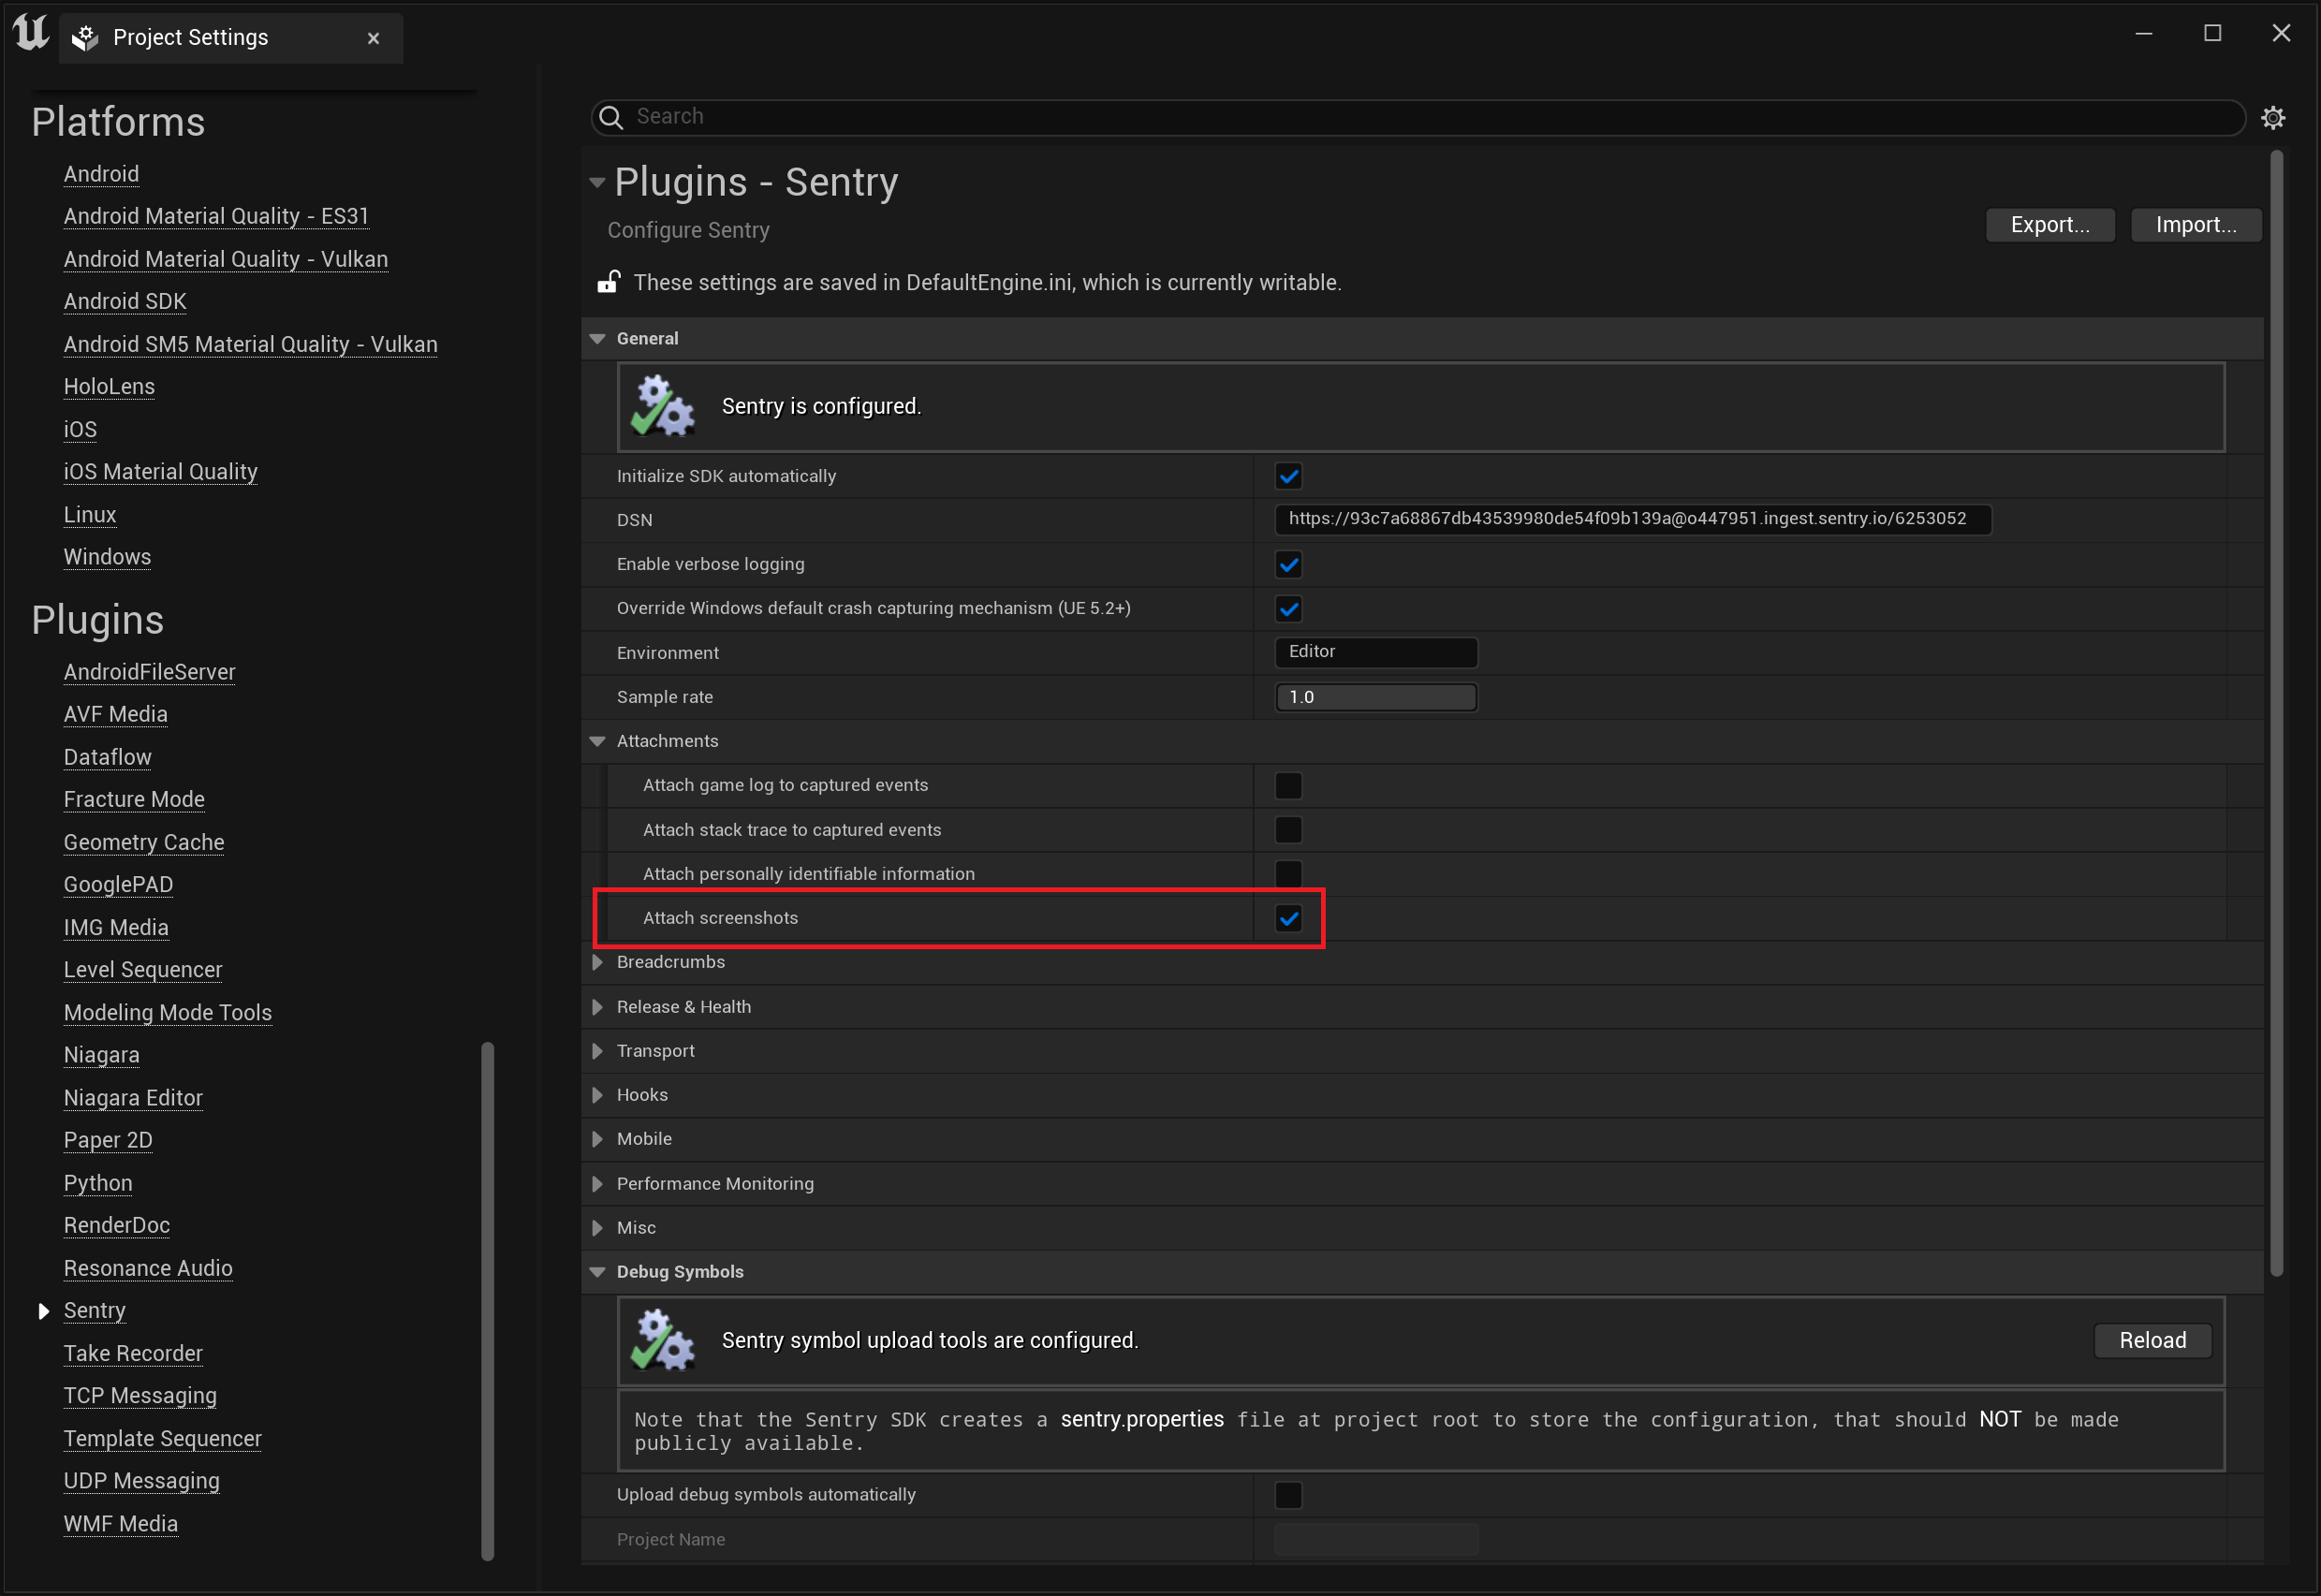 Project Settings
Platforms
Android
Android Material Quality - ES31
Android Material Quality - Vulkan
Android SDK
Android SM5 Material Quality - Vulkan
HoloLens
iOS
iOS Material Quality
Linux
Windows
Plugins
AndroidFileServer
AVF Media
Dataflow
Fracture Mode
Geometry Cache
GooglePAD
IMG Media
Level Sequencer
Modeling Mode Tools
Niagara
Niagara Editor
Paper 2D
Python
RenderDoc
Resonance Audio
Sentry
Take Recorder
TCP Messaging
Template Sequencer
UDP Messaging
WMF Media
Search
Plugins - Sentry
Configure Sentry
Export...
Import...
These settings are saved in DefaultEngine.ini, which is currently writable.
General
Sentry is configured.
Initialize SDK automatically
DSN
https://93c7a68867db43539980de54f09b139a@o447951.ingest.sentry.io/6253052
Enable verbose logging
Override Windows default crash capturing mechanism (UE 5.2+)
Environment
Editor
Sample rate
1.0
Attachments
Attach game log to captured events
Attach stack trace to captured events
Attach personally identifiable information
Attach screenshots
Breadcrumbs
Release & Health
Transport
Hooks
Mobile
Performance Monitoring
Misc
Debug Symbols
Sentry symbol upload tools are configured.
Reload
Note that the Sentry SDK creates a sentry.properties file at project root to store the configuration, that should NOT be made
publicly available.
Upload debug symbols automatically
Project Name